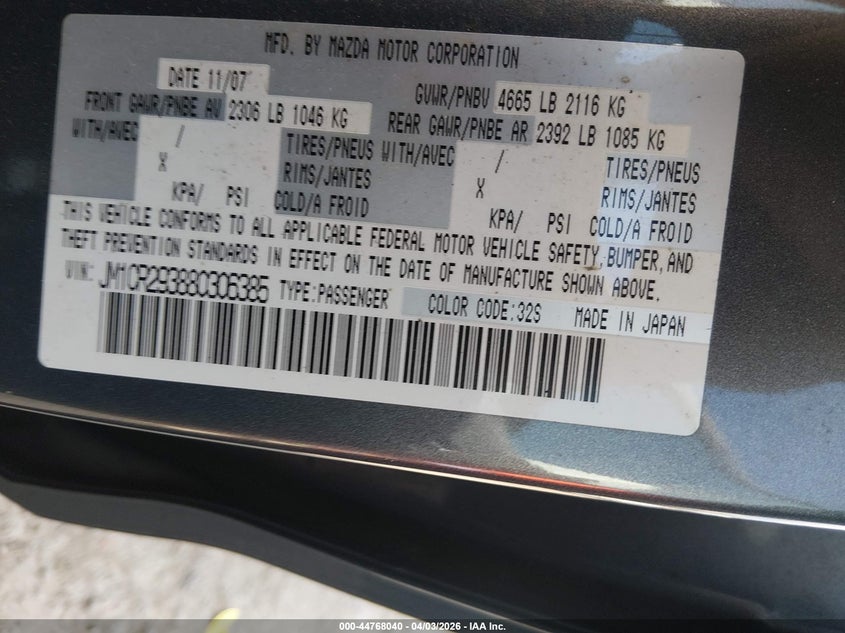 MFD. BY MAZDA MOTOR CORPORATION
DATE 11/07
GVWR/PNBV 4665 LB 2116 KG
FRONT GAWR/PNBE AV 2306 LB 1046 KG
REAR GAWR/PNBE AR 2392 LB 1085 KG
WITH/AVEC / TIRES/PNEUS WITH/AVEC / TIRES/PNEUS
X RIMS/JANTES X RIMS/JANTES
KPA/ PSI COLD/A FROID KPA/ PSI COLD/A FROID
THIS VEHICLE CONFORMS TO ALL APPLICABLE FEDERAL MOTOR VEHICLE SAFETY,BUMPER,AND
THEFT PREVENTION STANDARDS IN EFFECT ON THE DATE OF MANUFACTURE SHOWN ABOVE.
VIN: JM1CR293880306385 TYPE:PASSENGER COLOR CODE:32S MADE IN JAPAN
000-44768040 - 04/03/2026 - IAA Inc.